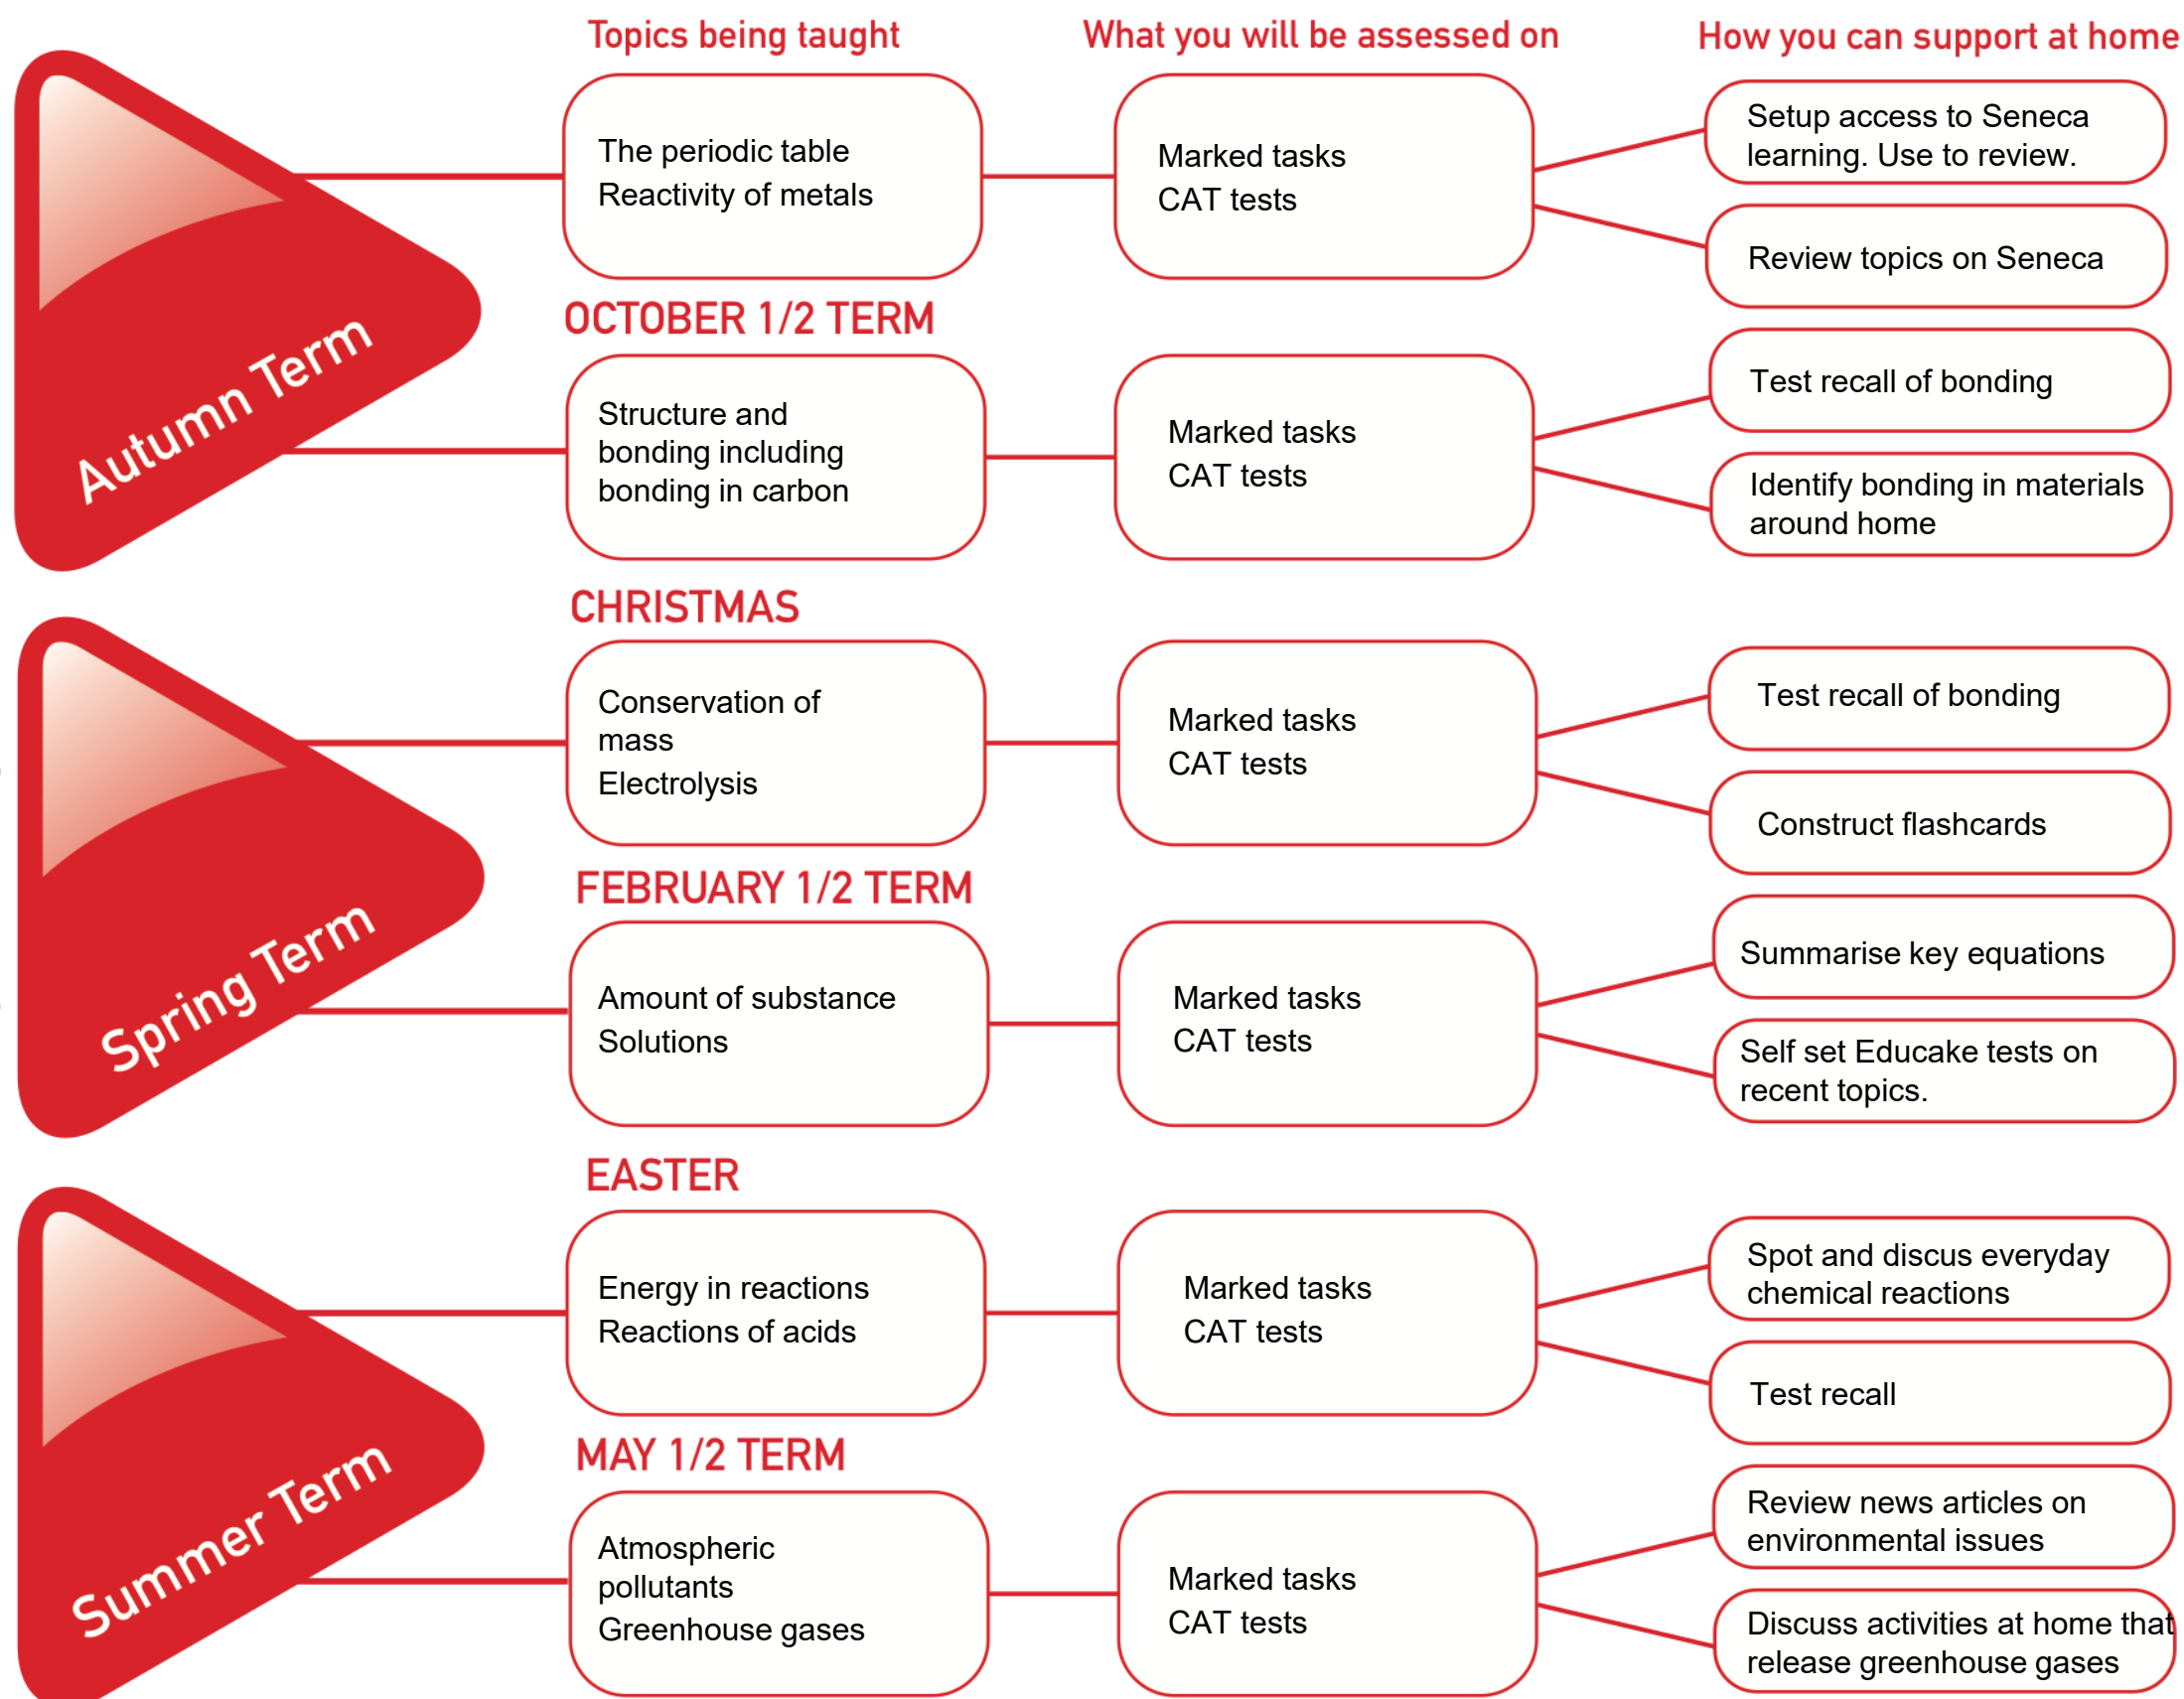 Topics being taught
What you will be assessed on
How you can support at home
Autumn Term
The periodic table
Reactivity of metals
Marked tasks
CAT tests
Setup access to Seneca
learning. Use to review.
Review topics on Seneca
OCTOBER 1/2 TERM
Structure and
bonding including
bonding in carbon
Marked tasks
CAT tests
Test recall of bonding
Identify bonding in materials
around home
CHRISTMAS
Spring Term
Conservation of
mass
Electrolysis
Marked tasks
CAT tests
Test recall of bonding
Construct flashcards
FEBRUARY 1/2 TERM
Amount of substance
Solutions
Marked tasks
CAT tests
Summarise key equations
Self set Educake tests on
recent topics.
EASTER
Summer Term
Energy in reactions
Reactions of acids
Marked tasks
CAT tests
Spot and discus everyday
chemical reactions
Test recall
MAY 1/2 TERM
Atmospheric
pollutants
Greenhouse gases
Marked tasks
CAT tests
Review news articles on
environmental issues
Discuss activities at home that
release greenhouse gases